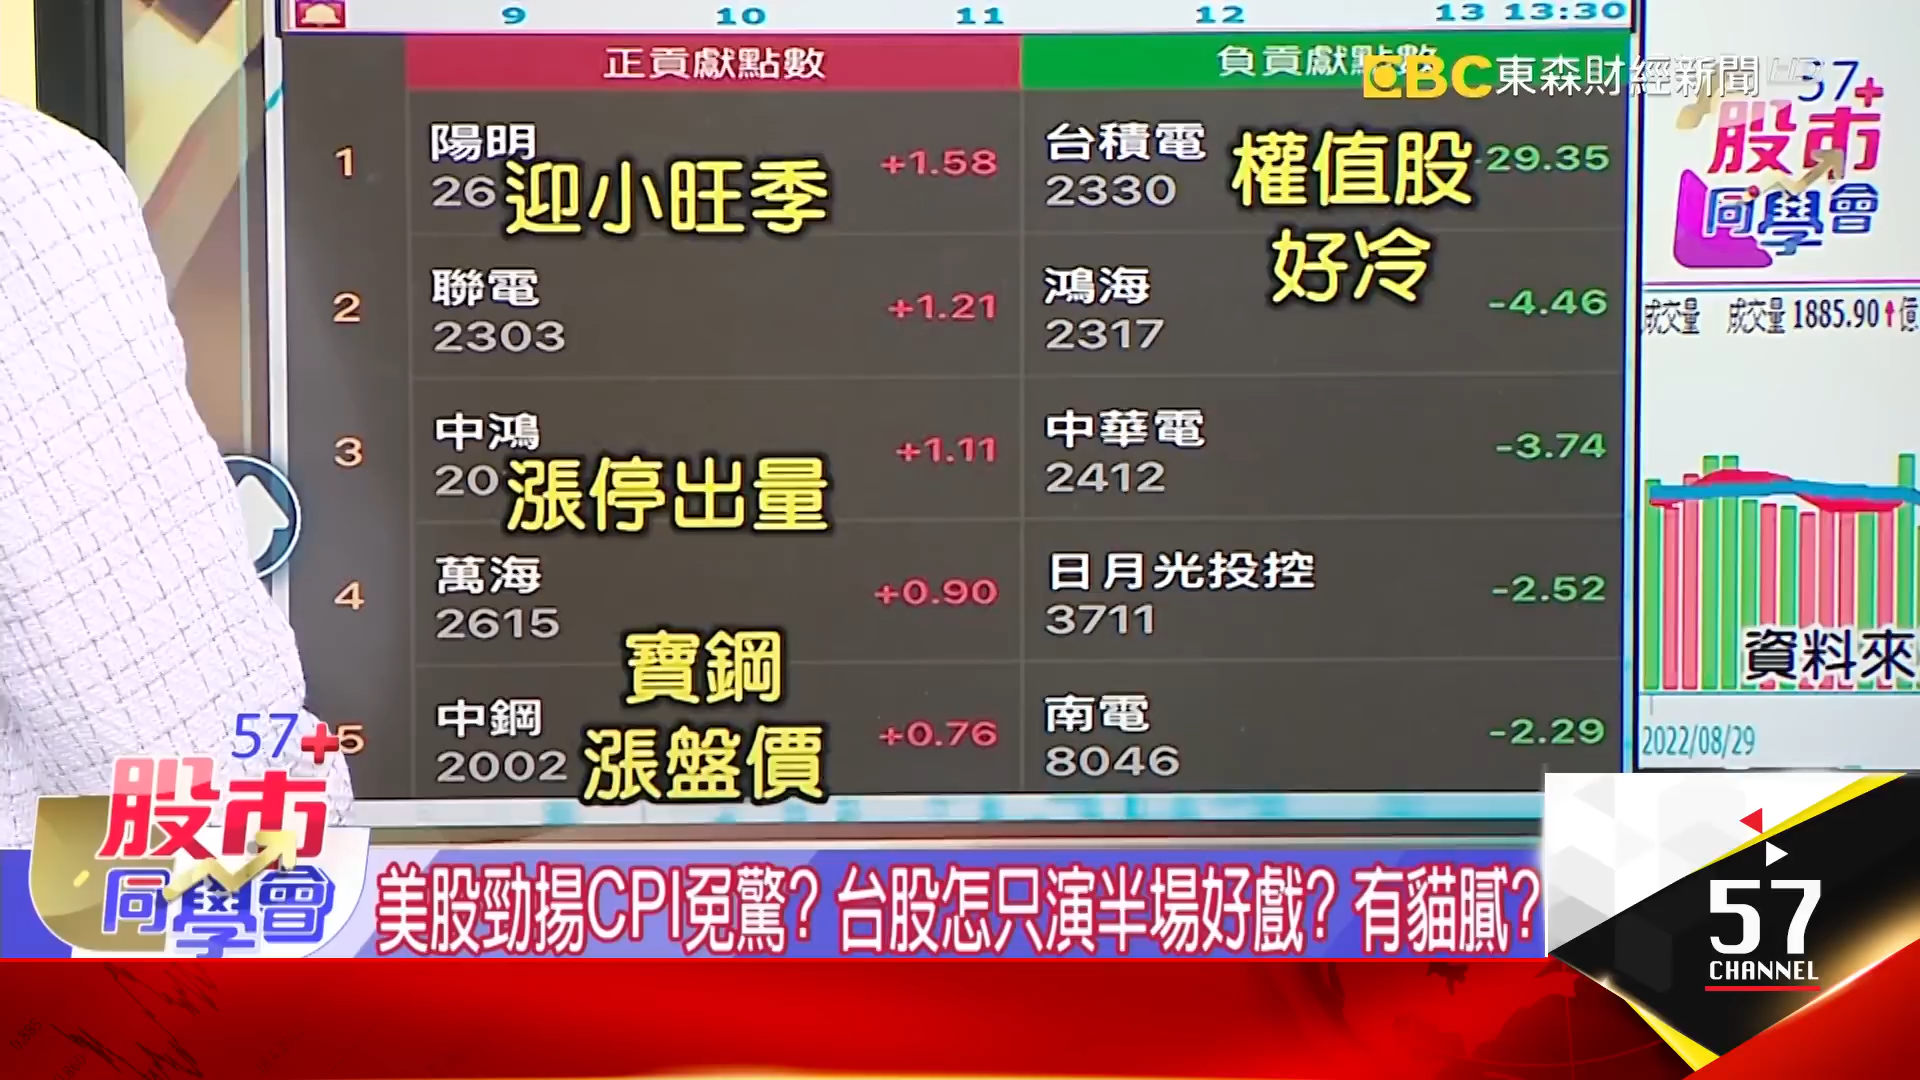 9 10 11 12 13 13:30
正貢獻點數 負貢獻點數
EBC東森財經新聞
57+
股市
同學會
1 陽明 +1.58 台積電 -29.35
26 2330
迎小旺季 權值股
好冷
2 聯電 +1.21 鴻海 -4.46
2303 2317
3 中鴻 +1.11 中華電 -3.74
20 2412
漲停出量
4 萬海 +0.90 日月光投控 -2.52
2615 3711
寶鋼
漲盤價
5 中鋼 +0.76 南電 -2.29
2002 8046
成交量 成交量 1885.90↑億
資料來
2022/08/29
57+
股市
同學會
美股勁揚CPI免驚? 台股怎只演半場好戲? 有貓膩?
57
CHANNEL